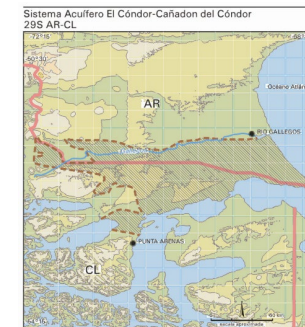 Sistema Acuífero El Cóndor-Cañadon del Cóndor
29S AR-CL
-72°15'
-50°30'
AR
Océano Atlán
RIO GALLEGOS
PUNTA ARENAS
CL
escala aproximada